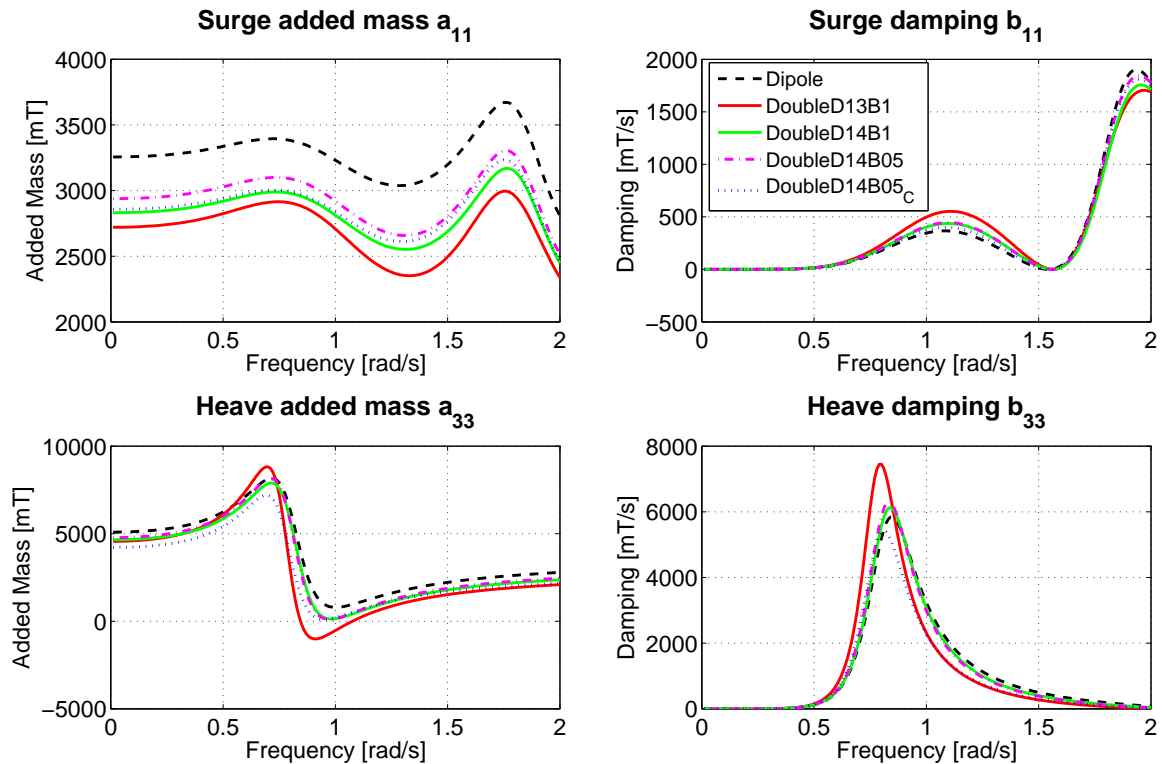 Surge added mass a11
Added Mass [mT]
4000
3500
3000
2500
2000
0 0.5 1 1.5 2
Frequency [rad/s]
Surge damping b11
Damping [mT/s]
2000
1500
1000
500
0
−500
0 0.5 1 1.5 2
Frequency [rad/s]
Dipole
DoubleD13B1
DoubleD14B1
DoubleD14B05
DoubleD14B05C
Heave added mass a33
Added Mass [mT]
10000
5000
0
−5000
0 0.5 1 1.5 2
Frequency [rad/s]
Heave damping b33
Damping [mT/s]
8000
6000
4000
2000
0
0 0.5 1 1.5 2
Frequency [rad/s]